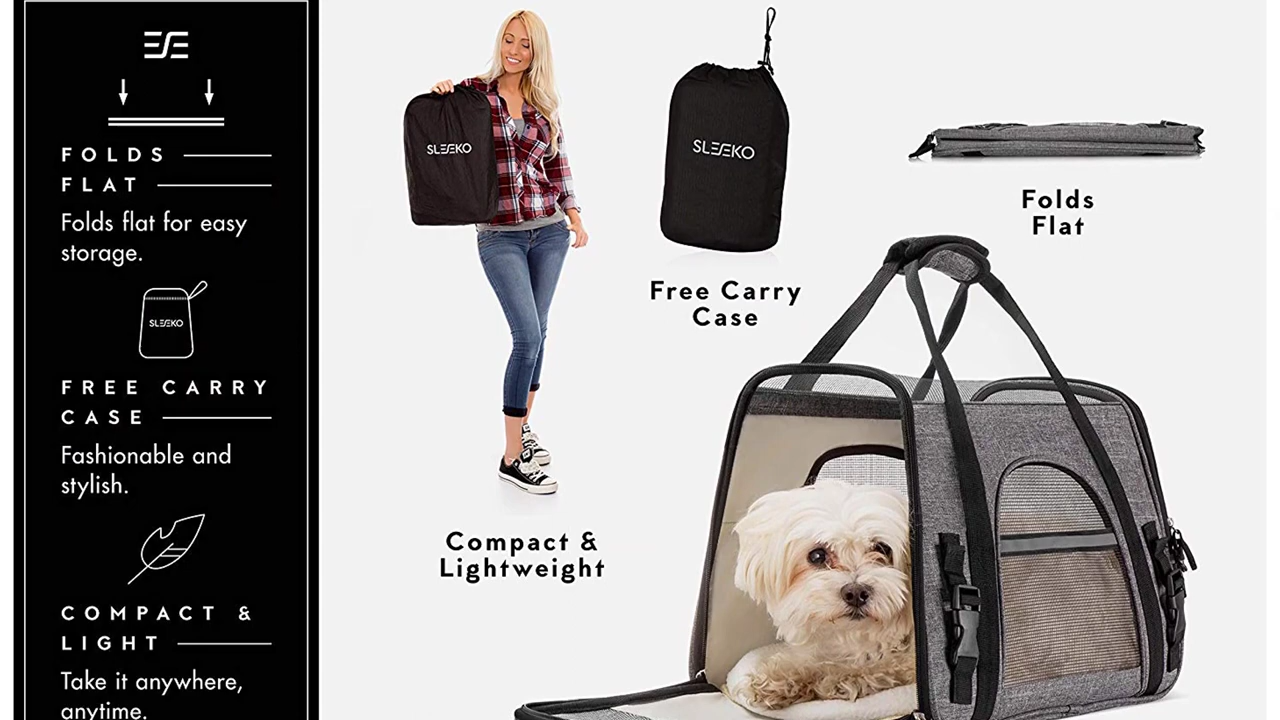 FOLDS
FLAT
Folds flat for easy
storage.
SLEEKO
FREE CARRY
CASE
Fashionable and
stylish.
COMPACT &
LIGHT
Take it anywhere,
anytime.
SLEEKO
SLEEKO
Free Carry
Case
Folds
Flat
Compact &
Lightweight